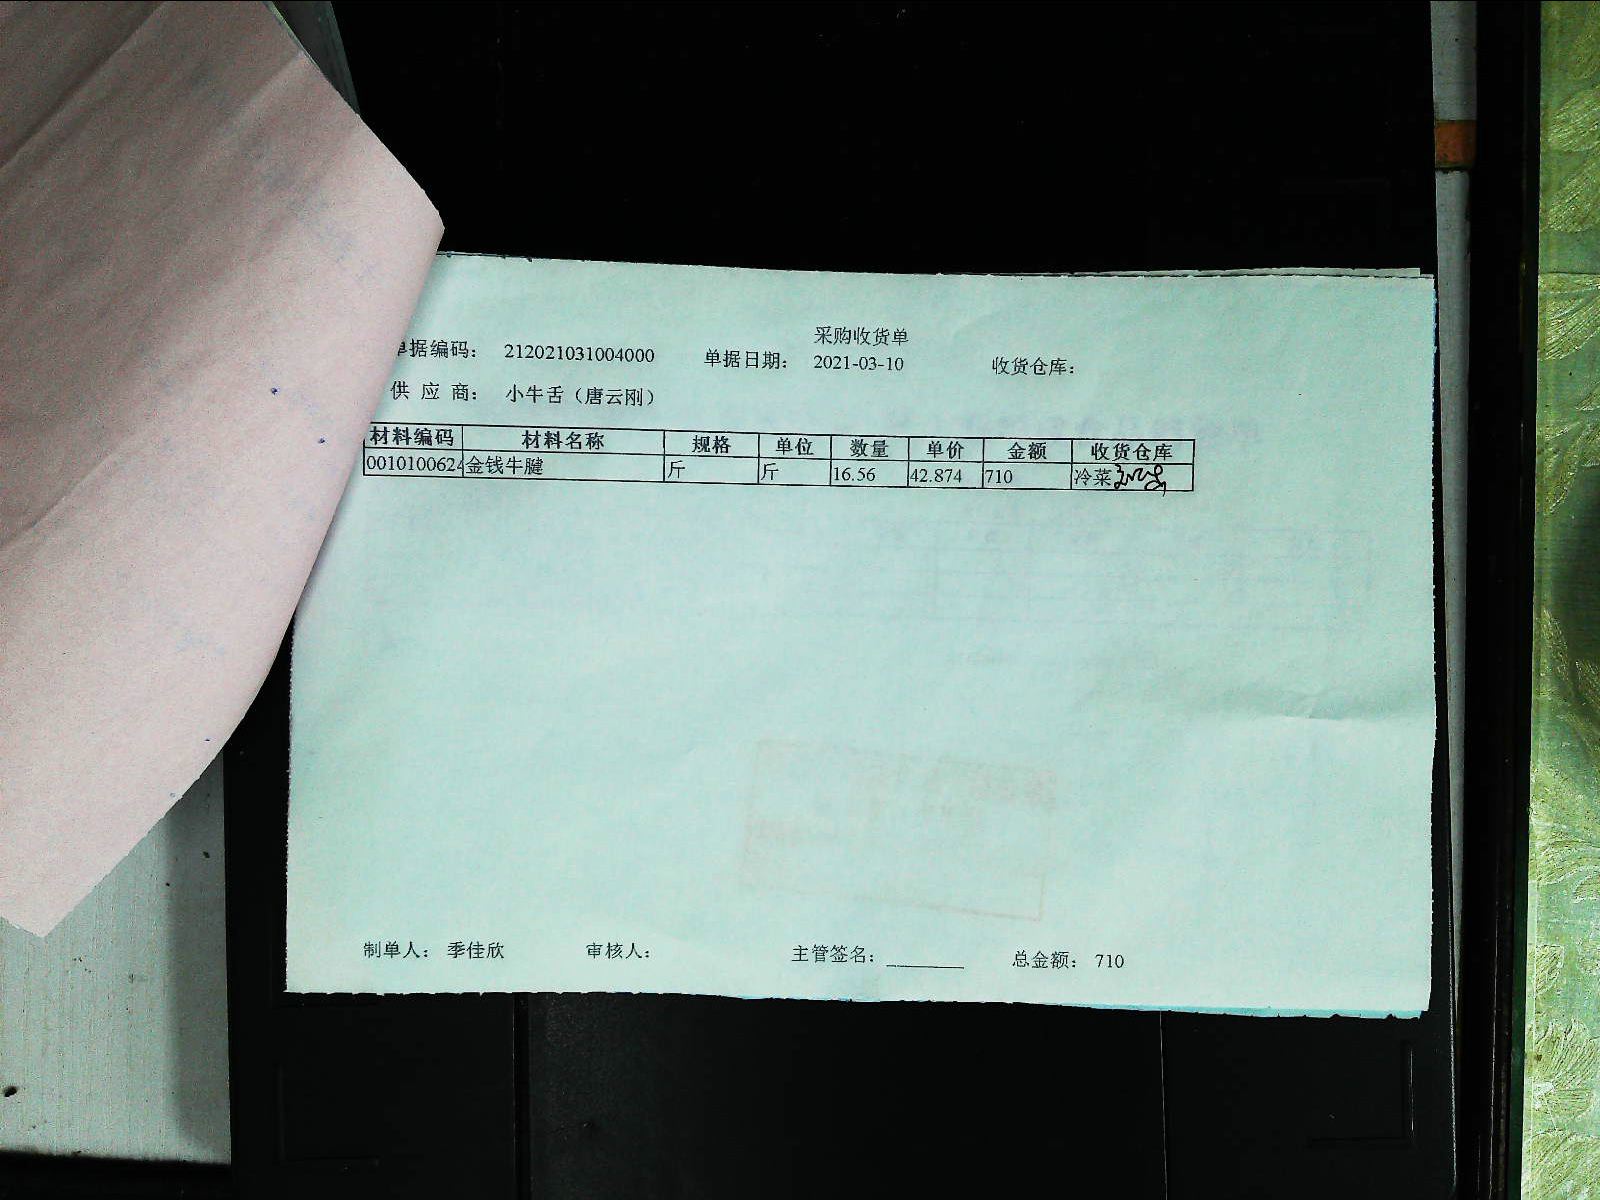 采购收货单
单据编码： 212021031004000 单据日期： 2021-03-10 收货仓库：
供 应 商： 小牛舌（唐云刚）
材料编码 材料名称 规格 单位 数量 单价 金额 收货仓库
0010100624 金钱牛腱 斤 斤 16.56 42.874 710 冷菜
制单人： 季佳欣 审核人： 主管签名： 总金额： 710